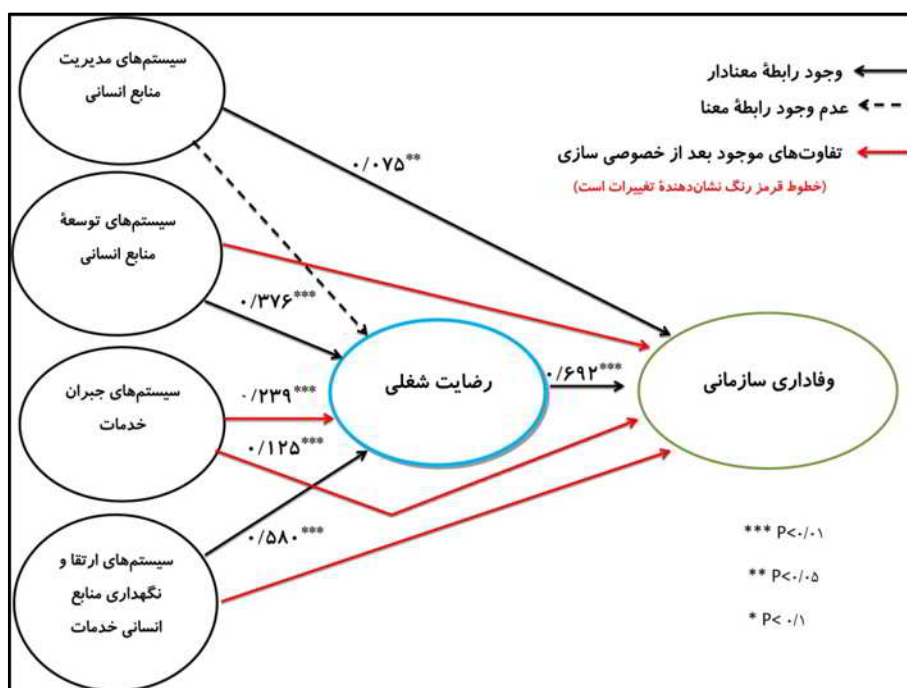 سیستم‌های مدیریت
منابع انسانی
وجود رابطهٔ معنادار
عدم وجود رابطهٔ معنا
تفاوت‌های موجود بعد از خصوصی سازی
(خطوط قرمز رنگ نشان‌دهندهٔ تغییرات است)
۰/۰۷۵**
سیستم‌های توسعهٔ
منابع انسانی
۰/۳۷۶***
رضایت شغلی
۰/۶۹۲***
وفاداری سازمانی
سیستم‌های جبران
خدمات
۰/۲۳۹***
۰/۱۲۵***
۰/۵۸۰***
سیستم‌های ارتقا و
نگهداری منابع
انسانی خدمات
*** P<۰/۰۱
** P<۰/۰۵
* P< ۰/۱